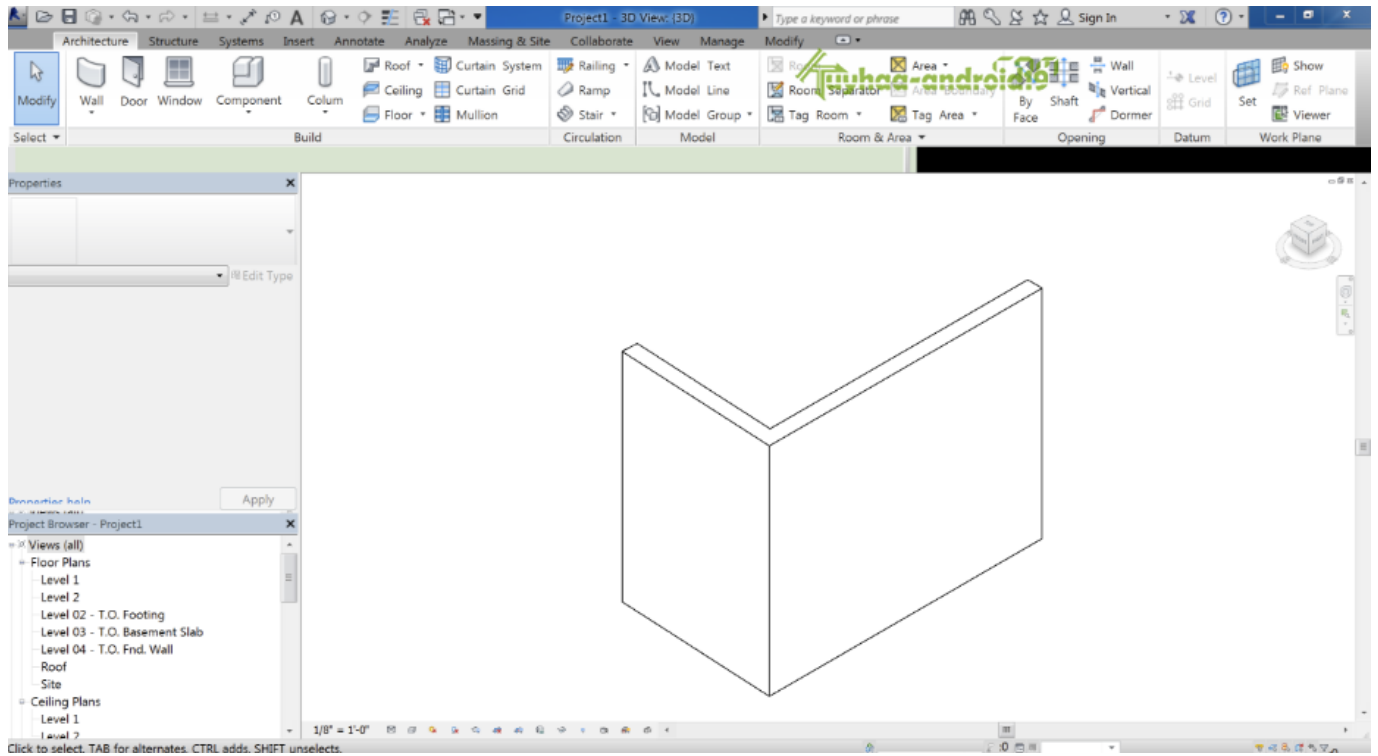 Project1 - 3D View: {3D}
Type a keyword or phrase
Sign In
Architecture Structure Systems Insert Annotate Analyze Massing & Site Collaborate View Manage Modify
Modify
Wall
Door
Window
Component
Colum
Roof
Ceiling
Floor
Curtain System
Curtain Grid
Mullion
Railing
Ramp
Stair
Model Text
Model Line
Model Group
Room Separator
Tag Room
Area
Area Boundary
Tag Area
By Face
Shaft
Wall
Vertical
Dormer
Level
Grid
Set
Show
Ref Plane
Viewer
Select
Build
Circulation
Model
Room & Area
Opening
Datum
Work Plane
Properties
Edit Type
Properties help
Apply
Project Browser - Project1
Views (all)
Floor Plans
Level 1
Level 2
Level 02 - T.O. Footing
Level 03 - T.O. Basement Slab
Level 04 - T.O. Fnd. Wall
Roof
Site
Ceiling Plans
Level 1
Level 2
1/8" = 1'-0"
Click to select, TAB for alternates, CTRL adds, SHIFT unselects.
:0